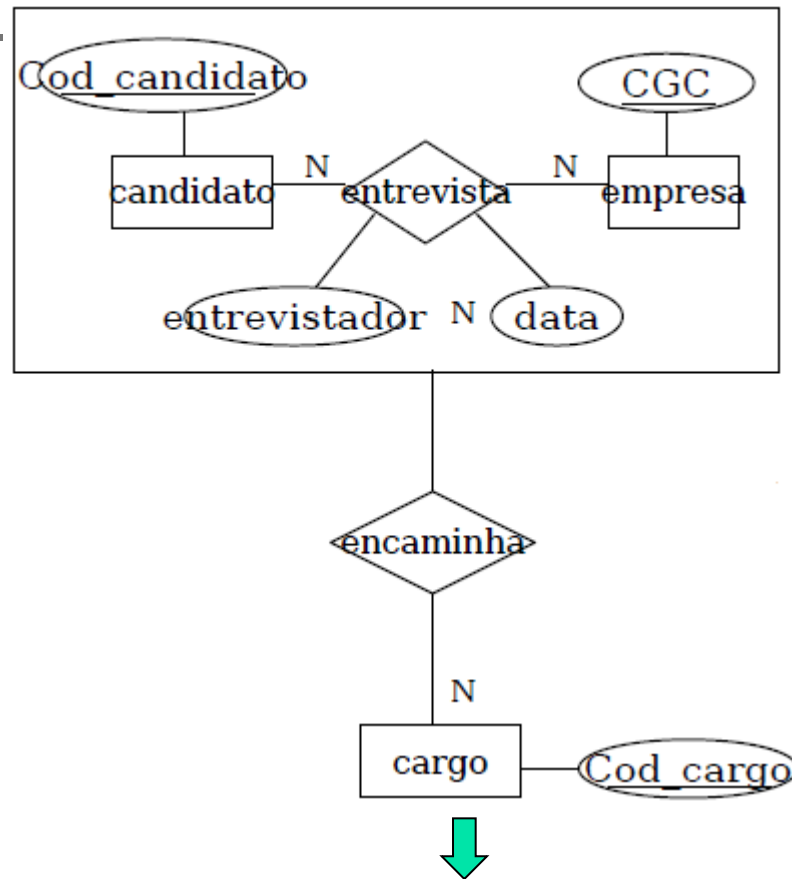 Cod_candidato
CGC
candidato
N
entrevista
N
empresa
entrevistador
N
data
encaminha
N
cargo
Cod_cargo